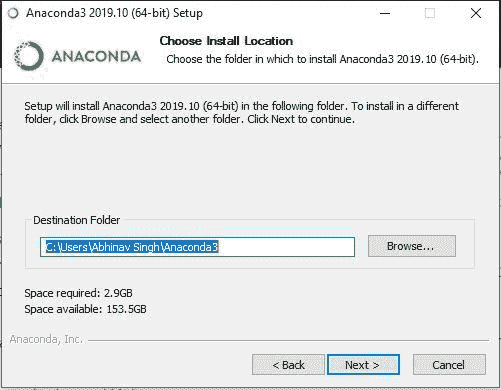 Anaconda3 2019.10 (64-bit) Setup
ANACONDA
Choose Install Location
Choose the folder in which to install Anaconda3 2019.10 (64-bit).
Setup will install Anaconda3 2019.10 (64-bit) in the following folder. To install in a different
folder, click Browse and select another folder. Click Next to continue.
Destination Folder
C:\Users\Abhinav Singh\Anaconda3
Browse...
Space required: 2.9GB
Space available: 153.5GB
Anaconda, Inc.
< Back
Next >
Cancel